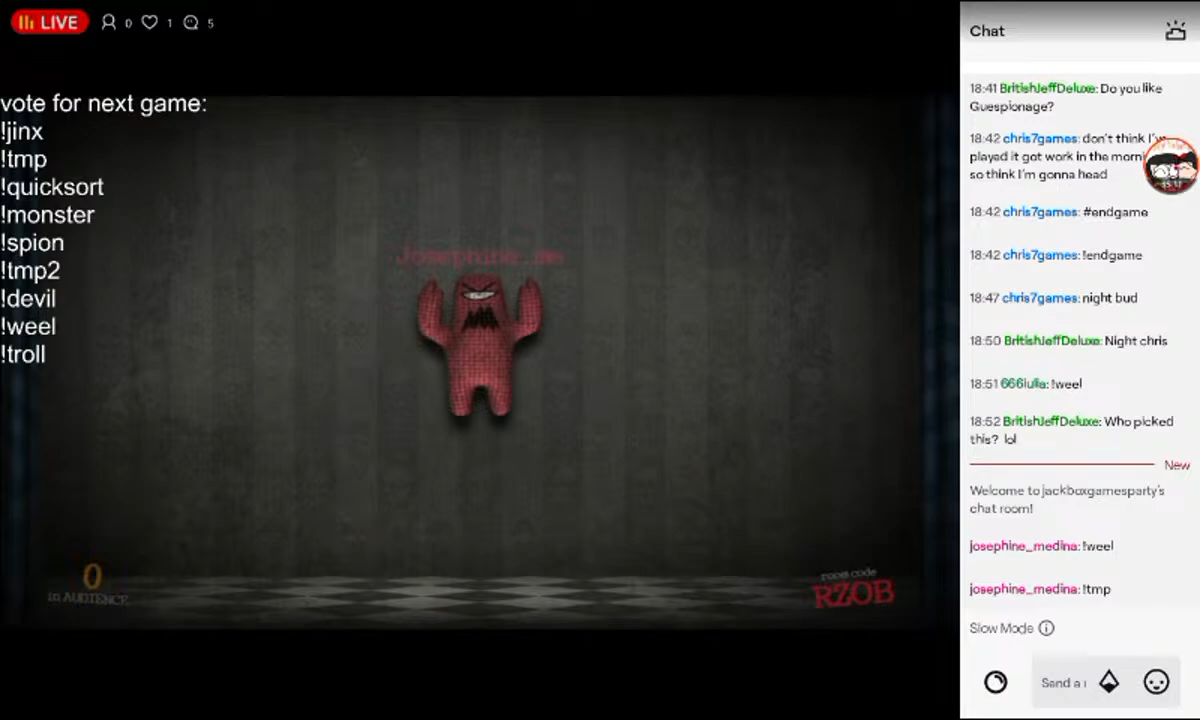 LIVE 0 1 5
vote for next game:
!jinx
!tmp
!quicksort
!monster
!spion
!tmp2
!devil
!weel
!troll
0
in AUDIENCE
room code
RZOB
Chat
18:41 BritishJeffDeluxe: Do you like
Guespionage?
18:42 chris7games: don't think I've
played it got work in the morni
so think I'm gonna head
18:42 chris7games: #endgame
18:42 chris7games: !endgame
18:47 chris7games: night bud
18:50 BritishJeffDeluxe: Night chris
18:51 666iulia: !weel
18:52 BritishJeffDeluxe: Who picked
this? lol
New
Welcome to jackboxgamesparty's
chat room!
josephine_medina: !weel
josephine_medina: !tmp
Slow Mode
Send a